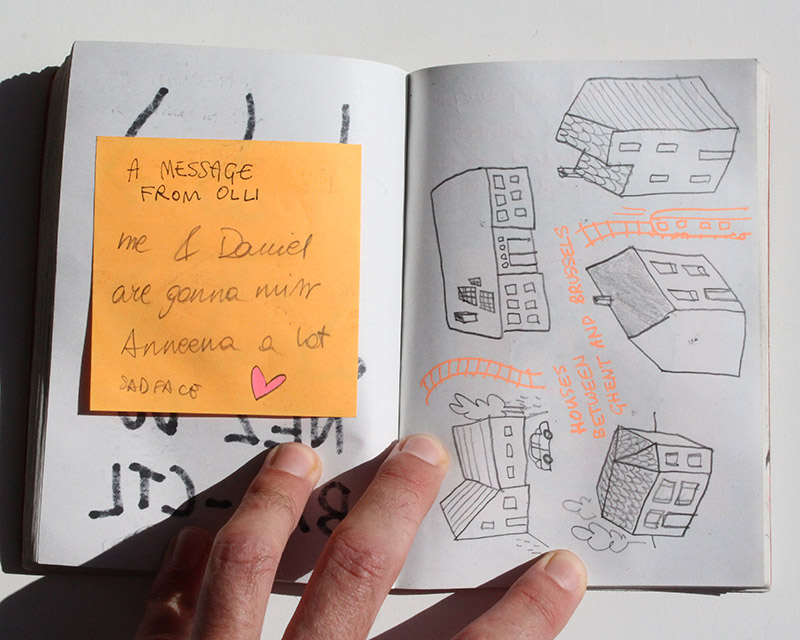 A MESSAGE
FROM OLLI
me & Daniel
are gonna miss
Anneena a lot
SADFACE
HOUSES
BETWEEN
GHENT AND BRUSSELS